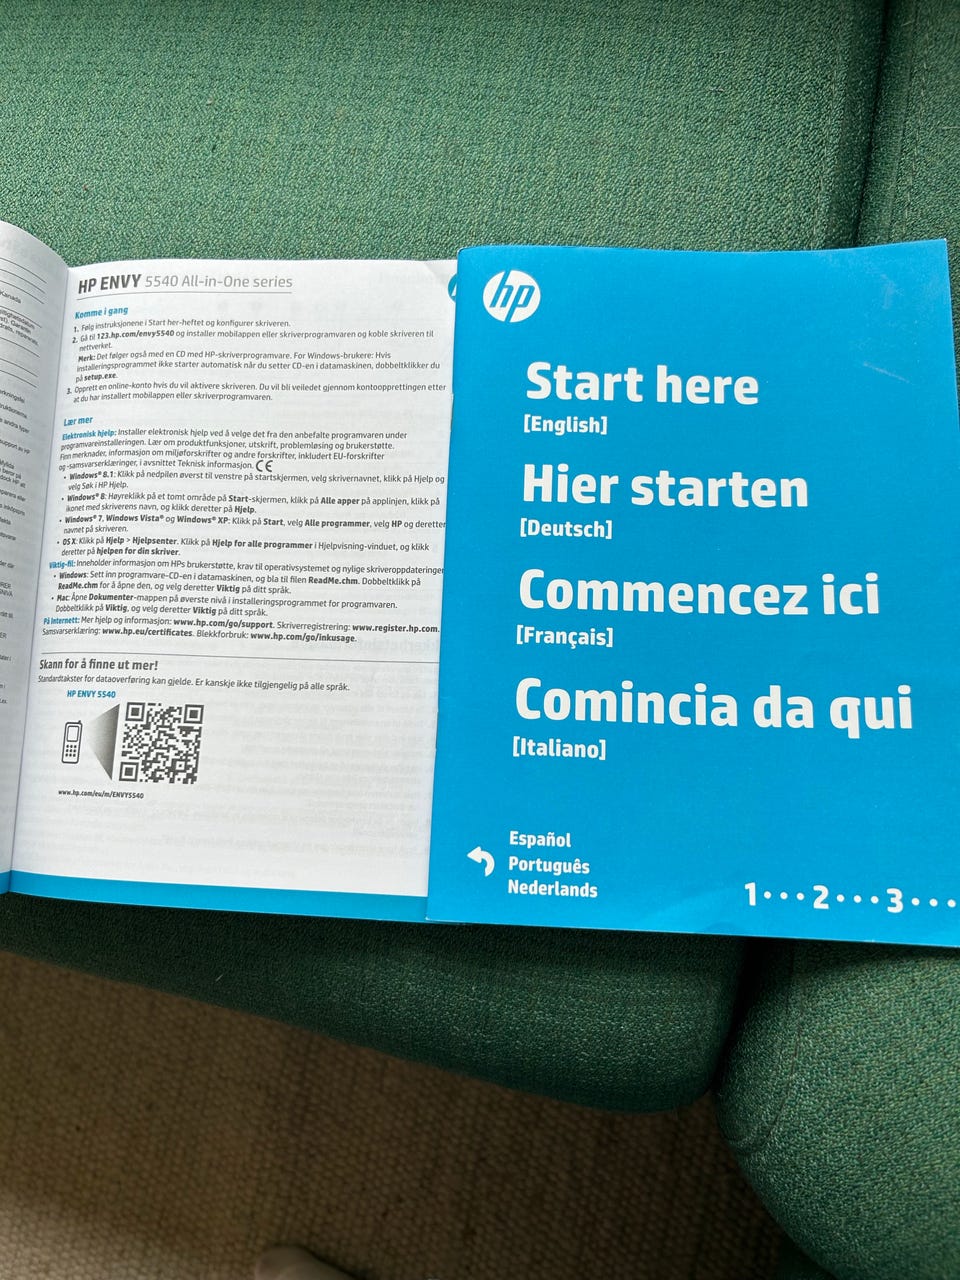 HP ENVY 5540 All-in-One series
Komme i gang
1. Følg instruksjonene i Start her-heftet og konfigurer skriveren.
2. Gå til 123.hp.com/envy5540 og installer mobilappen eller skriverprogramvaren og koble skriveren til
nettverket.
Merk: Det følger også med en CD med HP-skriverprogramvare. For Windows-brukere: Hvis
installeringsprogrammet ikke starter automatisk når du setter CD-en i datamaskinen, dobbeltklikker du
på setup.exe.
3. Opprett en online-konto hvis du vil aktivere skriveren. Du vil bli veiledet gjennom kontoopprettingen etter
at du har installert mobilappen eller skriverprogramvaren.
Lær mer
Elektronisk hjelp: Installer elektronisk hjelp ved å velge det fra den anbefalte programvaren under
programvareinstalleringen. Lær om produktfunksjoner, utskrift, problemløsning og brukerstøtte.
Finn merknader, informasjon om miljøforskrifter og andre forskrifter, inkludert EU-forskrifter
og -samsvarserklæringer, i avsnittet Teknisk informasjon. CE
• Windows® 8.1: Klikk på nedpilen øverst til venstre på startskjermen, velg skrivernavnet, klikk på Hjelp og
velg Søk i HP Hjelp.
• Windows® 8: Høyreklikk på et tomt område på Start-skjermen, klikk på Alle apper på applinjen, klikk på
ikonet med skriverens navn, og klikk deretter på Hjelp.
• Windows® 7, Windows Vista® og Windows® XP: Klikk på Start, velg Alle programmer, velg HP og deretter
navnet på skriveren.
• OS X: Klikk på Hjelp > Hjelpsenter. Klikk på Hjelp for alle programmer i Hjelpvisning-vinduet, og klikk
deretter på hjelpen for din skriver.
Viktig-fil: Inneholder informasjon om HPs brukerstøtte, krav til operativsystemet og nylige skriveroppdateringer
• Windows: Sett inn programvare-CD-en i datamaskinen, og bla til filen ReadMe.chm. Dobbeltklikk på
ReadMe.chm for å åpne den, og velg deretter Viktig på ditt språk.
• Mac: Åpne Dokumenter-mappen på øverste nivå i installeringsprogrammet for programvaren.
Dobbeltklikk på Viktig, og velg deretter Viktig på ditt språk.
På Internett: Mer hjelp og informasjon: www.hp.com/go/support. Skriverregistrering: www.register.hp.com.
Samsvarserklæring: www.hp.eu/certificates. Blekkforbruk: www.hp.com/go/inkusage.
Skann for å finne ut mer!
Standardtakster for dataoverføring kan gjelde. Er kanskje ikke tilgjengelig på alle språk.
HP ENVY 5540
www.hp.com/eu/m/ENVY5540
hp
Start here
[English]
Hier starten
[Deutsch]
Commencez ici
[Français]
Comincia da qui
[Italiano]
Español
Português
Nederlands
1•••2•••3•••